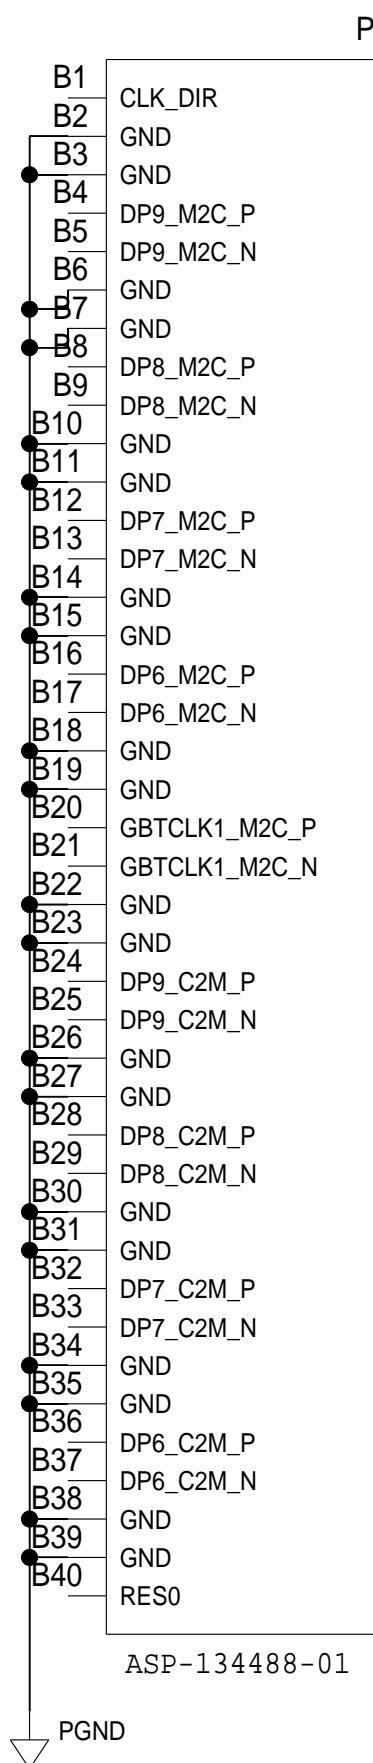 P
B1 CLK_DIR
B2 GND
B3 GND
B4 DP9_M2C_P
B5 DP9_M2C_N
B6 GND
B7 GND
B8 DP8_M2C_P
B9 DP8_M2C_N
B10 GND
B11 GND
B12 DP7_M2C_P
B13 DP7_M2C_N
B14 GND
B15 GND
B16 DP6_M2C_P
B17 DP6_M2C_N
B18 GND
B19 GND
B20 GBTCLK1_M2C_P
B21 GBTCLK1_M2C_N
B22 GND
B23 GND
B24 DP9_C2M_P
B25 DP9_C2M_N
B26 GND
B27 GND
B28 DP8_C2M_P
B29 DP8_C2M_N
B30 GND
B31 GND
B32 DP7_C2M_P
B33 DP7_C2M_N
B34 GND
B35 GND
B36 DP6_C2M_P
B37 DP6_C2M_N
B38 GND
B39 GND
B40 RES0
ASP-134488-01
PGND